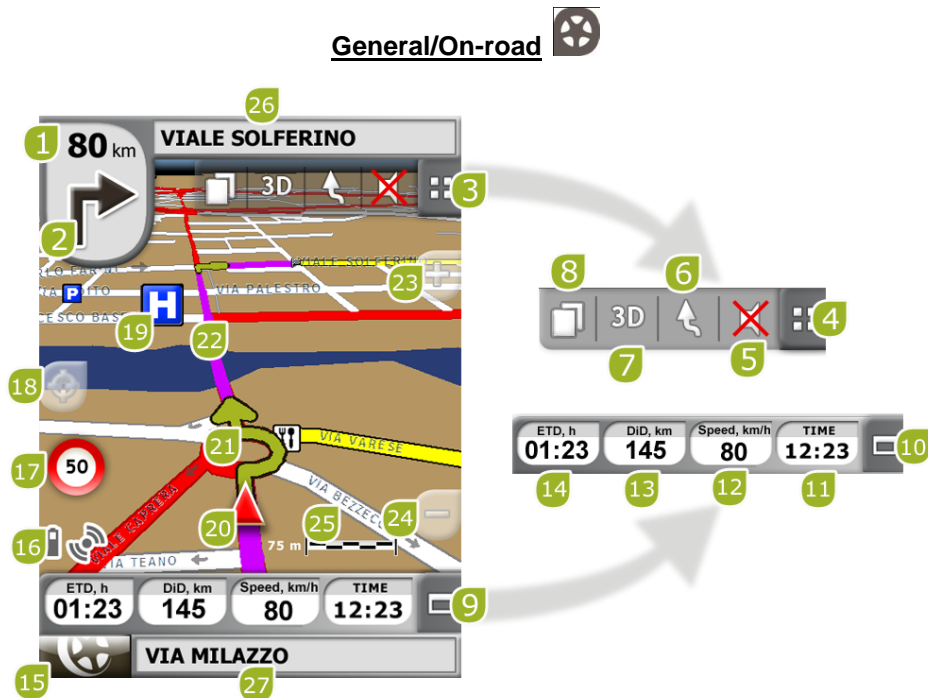 General/On-road
26
1
80 km
VIALE SOLFERINO
3D
3
2
VIALE SOLFERINO
23
VIA PALESTRO
P
H
19
22
18
21
VIA VARESE
17
50
VIA BEZZECC
VIALE CAPRERA
20
25
24
75 m
16
VIA TEANO
ETD, h
DiD, km
Speed, km/h
TIME
01:23
145
80
12:23
9
15
VIA MILAZZO
27
8
6
3D
4
7
5
ETD, h
DiD, km
Speed, km/h
TIME
01:23
145
80
12:23
10
14
13
12
11